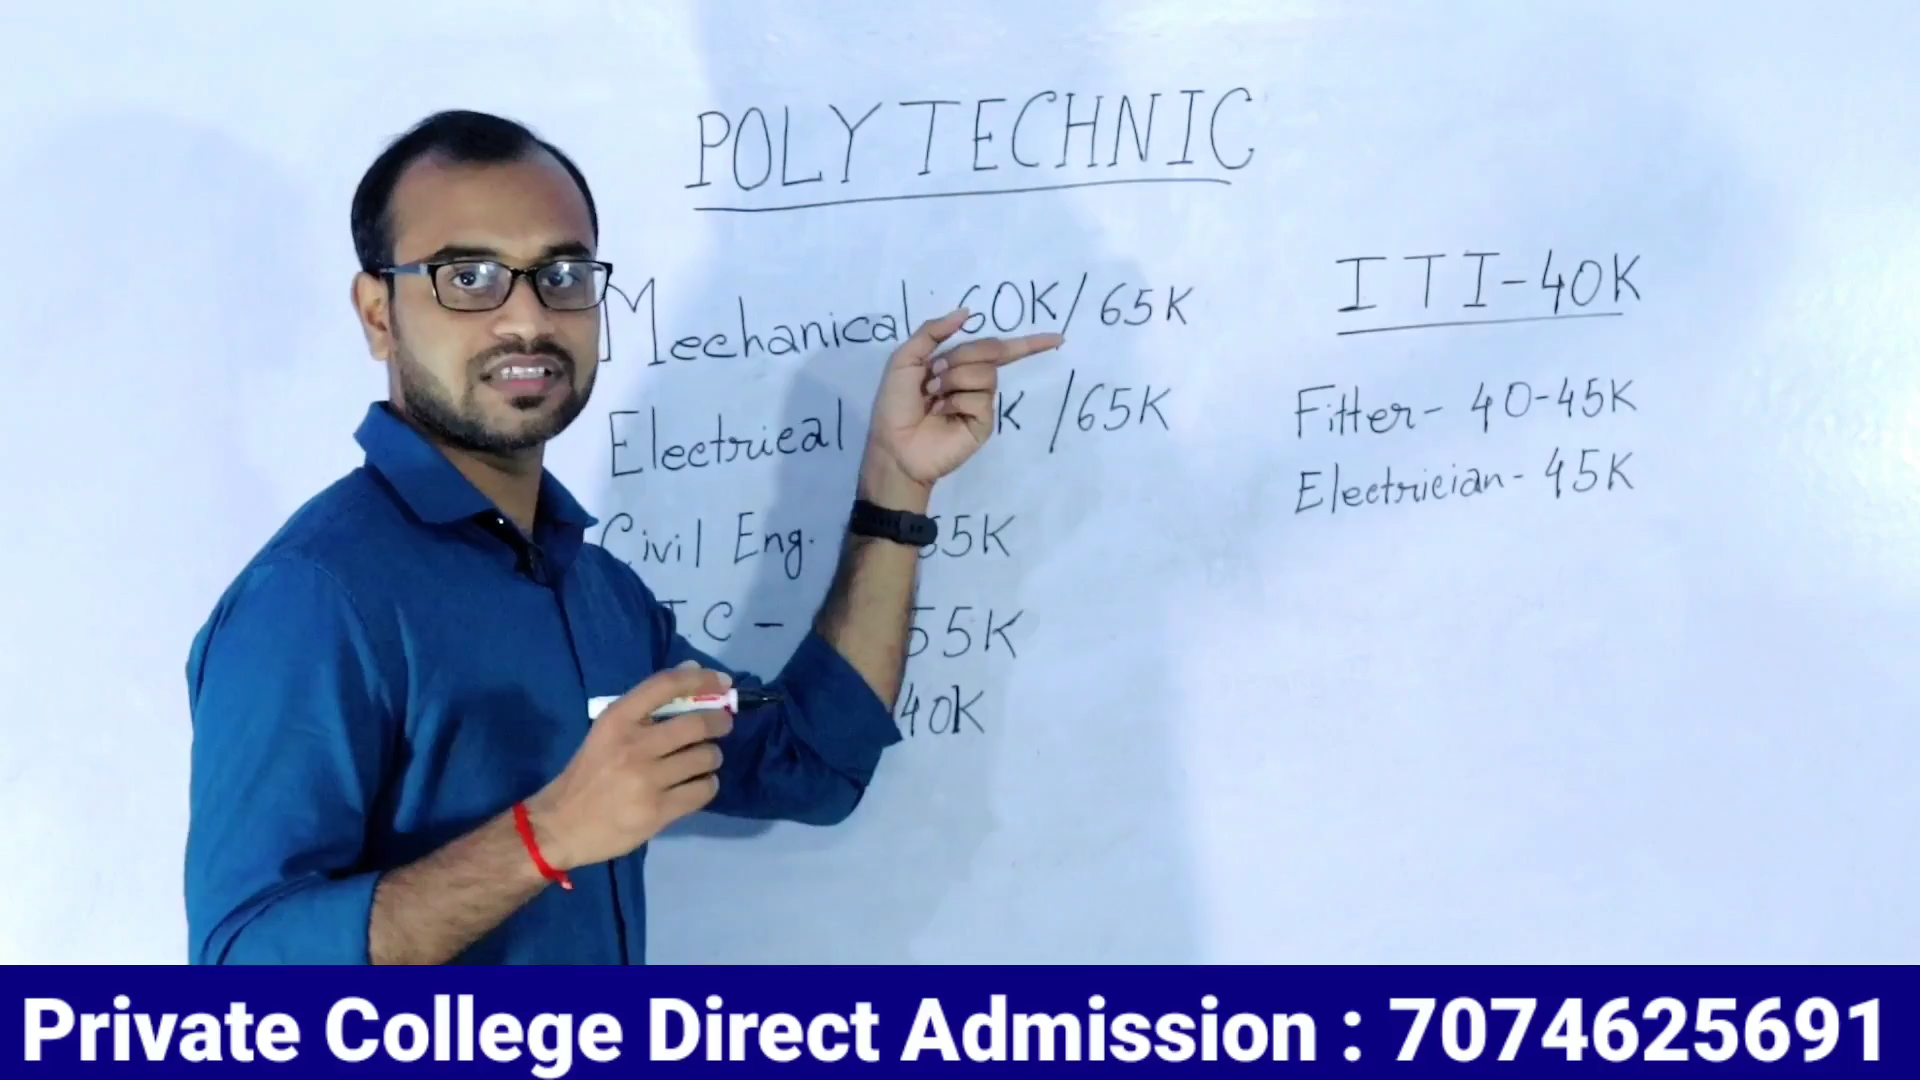 POLYTECHNIC
Mechanical 60K/65K
Electrical K /65K
Civil Eng. 55K
55K
40K
ITI-40K
Fitter- 40-45K
Electrician- 45K
Private College Direct Admission : 7074625691